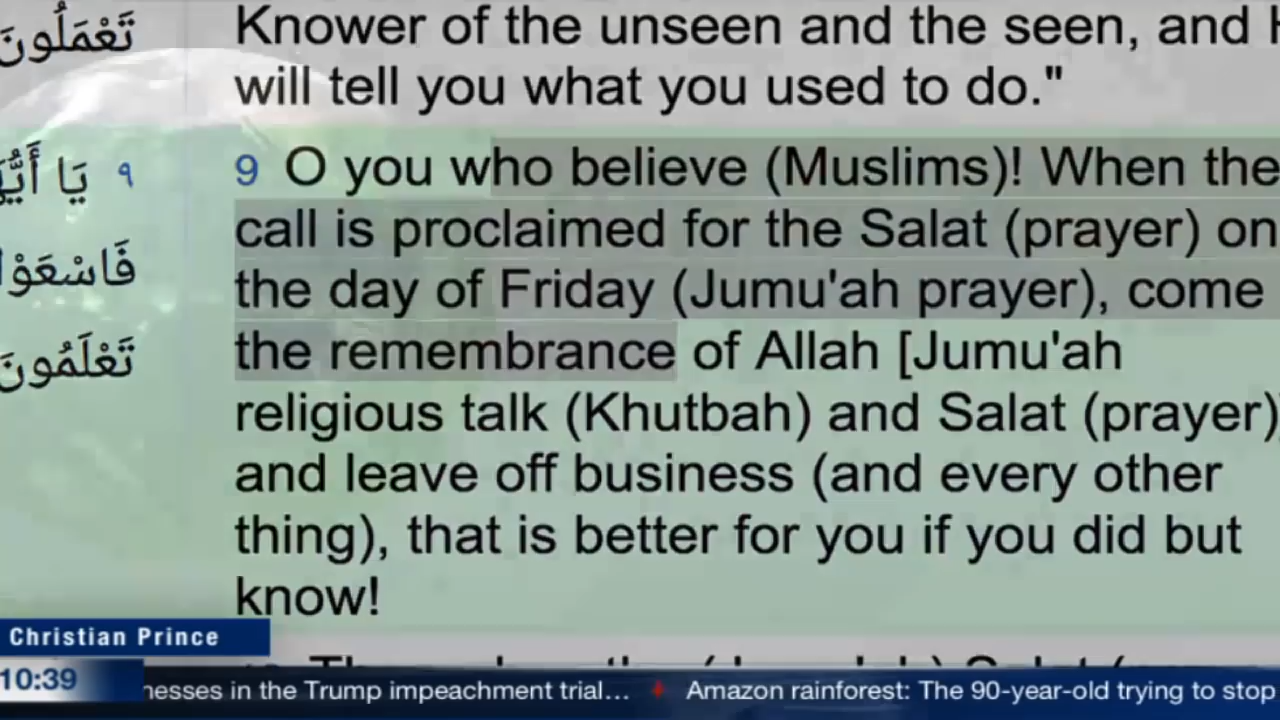 تَعْمَلُونَ
Knower of the unseen and the seen, and
will tell you what you used to do."
٩ يَا
9 O you who believe (Muslims)! When the
call is proclaimed for the Salat (prayer) on
فَاسْعَوْا
the day of Friday (Jumu'ah prayer), come
the remembrance of Allah [Jumu'ah
تَعْلَمُونَ
religious talk (Khutbah) and Salat (prayer)
and leave off business (and every other
thing), that is better for you if you did but
know!
Christian Prince
10:39
nesses in the Trump impeachment trial... Amazon rainforest: The 90-year-old trying to stop